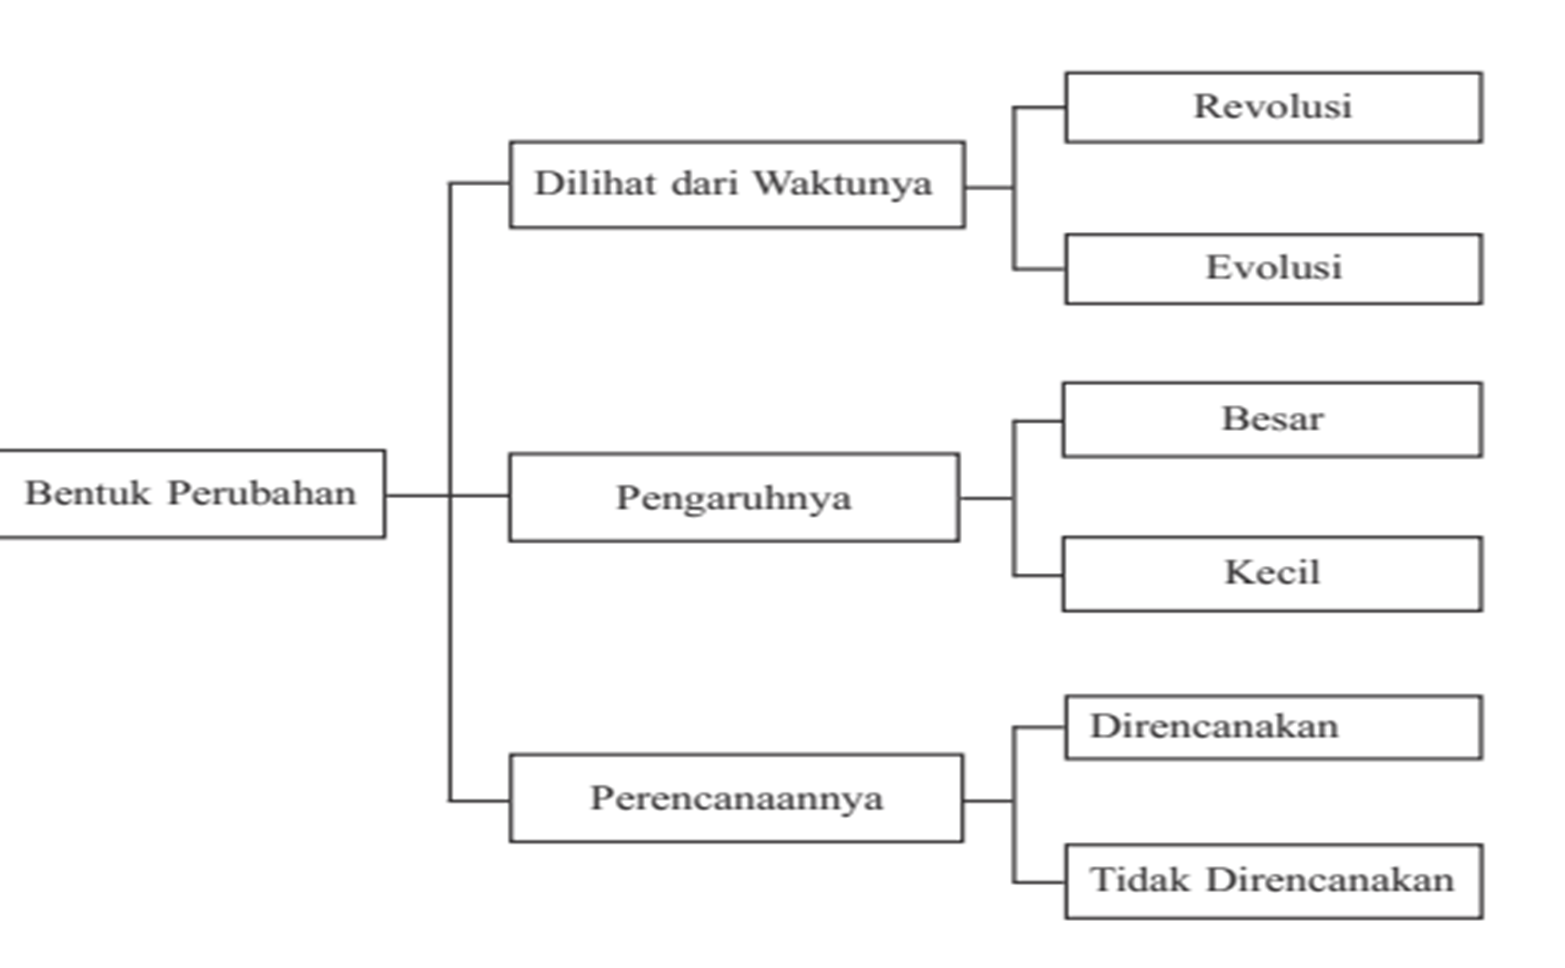 Bentuk Perubahan
Dilihat dari Waktunya
Revolusi
Evolusi
Pengaruhnya
Besar
Kecil
Perencanaannya
Direncanakan
Tidak Direncanakan